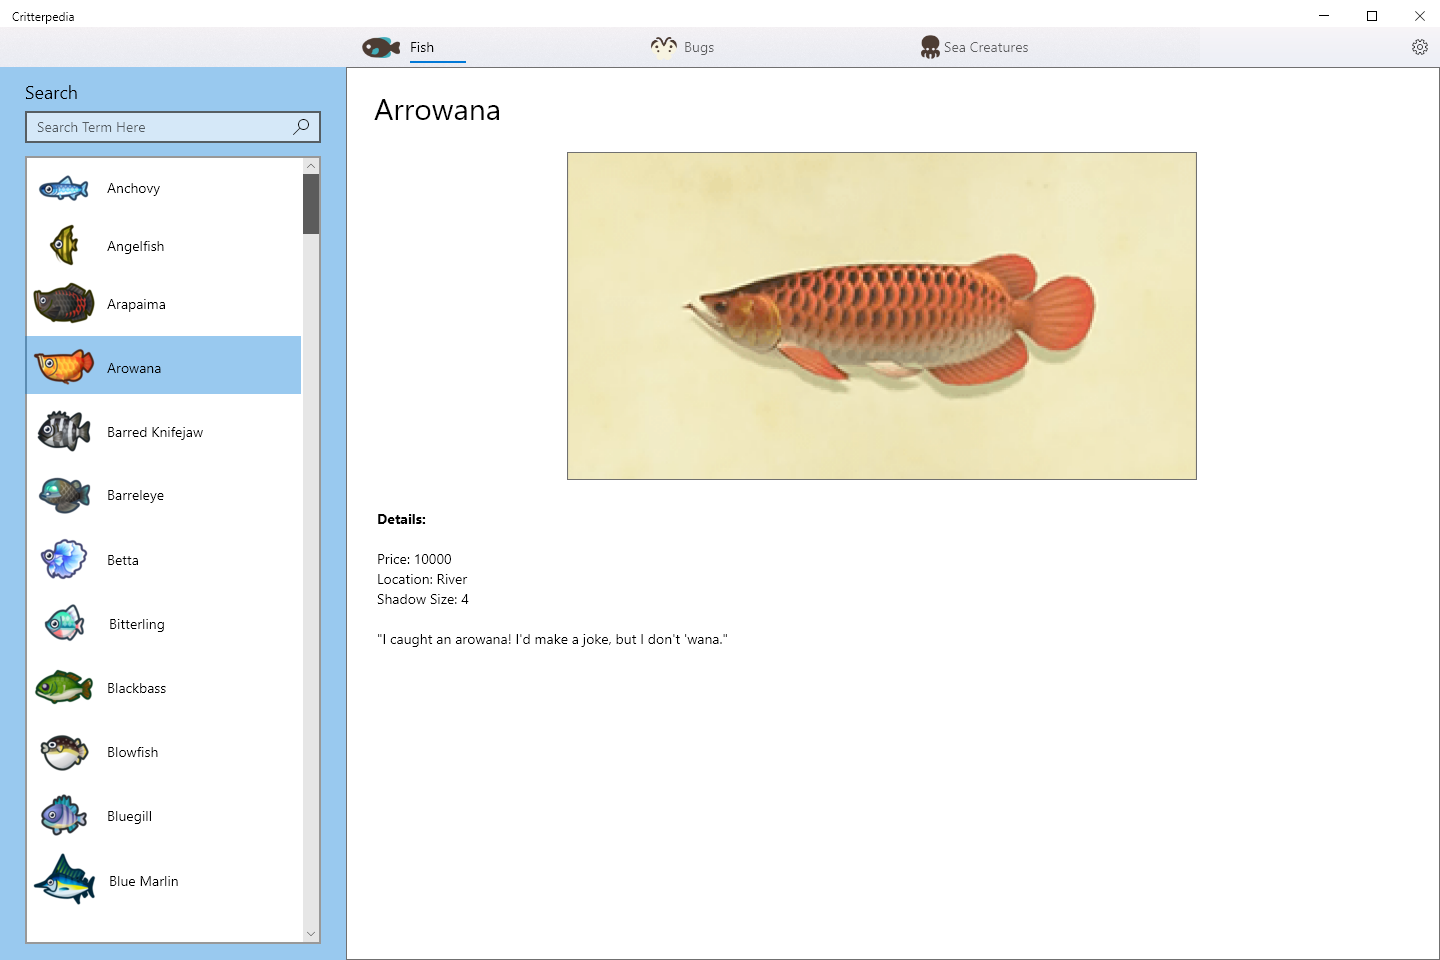 Critterpedia
Fish
Bugs
Sea Creatures
Search
Search Term Here
Anchovy
Angelfish
Arapaima
Arowana
Barred Knifejaw
Barreleye
Betta
Bitterling
Blackbass
Blowfish
Bluegill
Blue Marlin
Arrowana
Details:
Price: 10000
Location: River
Shadow Size: 4
"I caught an arowana! I'd make a joke, but I don't 'wana."